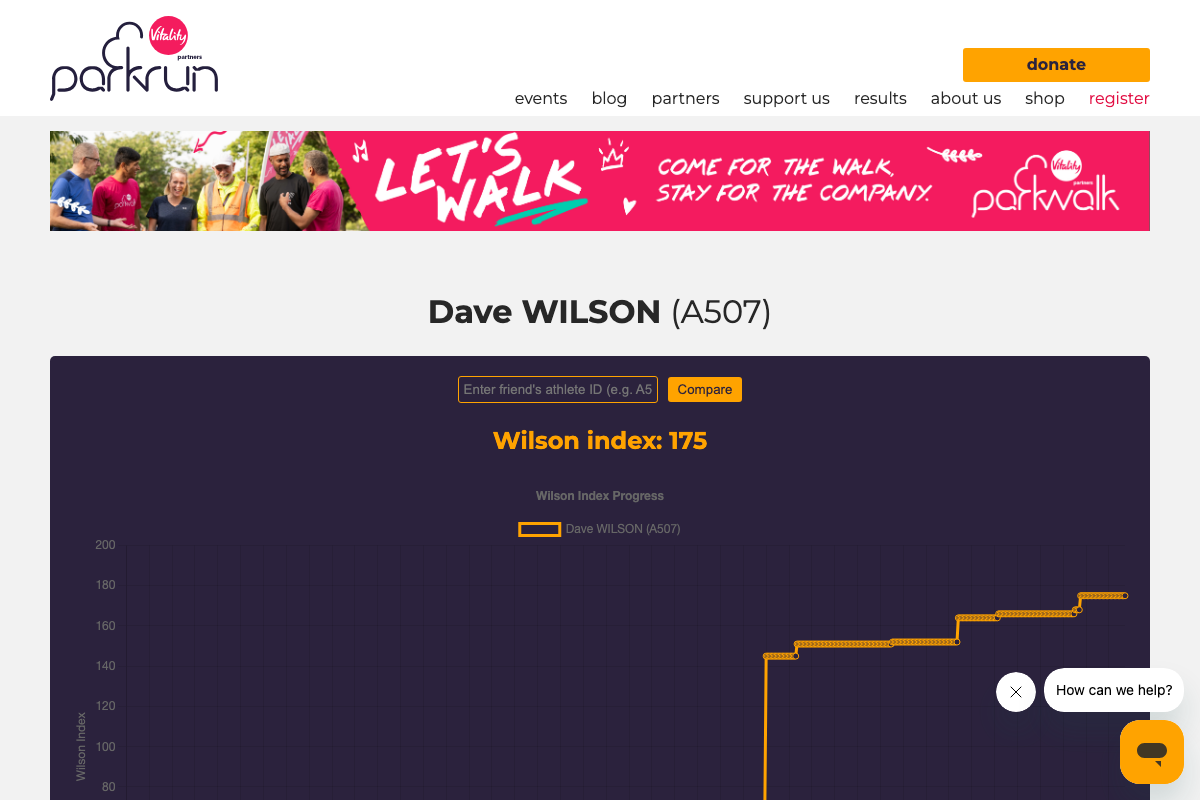 Vitality
partners
parkrun
donate
events blog partners support us results about us shop register
LET'S WALK
COME FOR THE WALK,
STAY FOR THE COMPANY.
Vitality
partners
parkwalk
Dave WILSON (A507)
Enter friend's athlete ID (e.g. A5
Compare
Wilson index: 175
Wilson Index Progress
Dave WILSON (A507)
200
180
160
140
120
100
80
Wilson Index
How can we help?